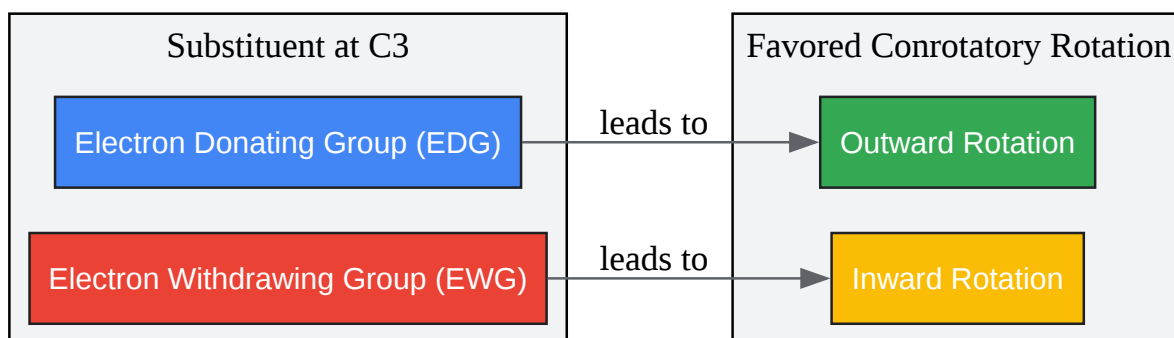 Substituent at C3
Favored Conrotatory Rotation
Electron Donating Group (EDG)
leads to
Outward Rotation
Electron Withdrawing Group (EWG)
leads to
Inward Rotation